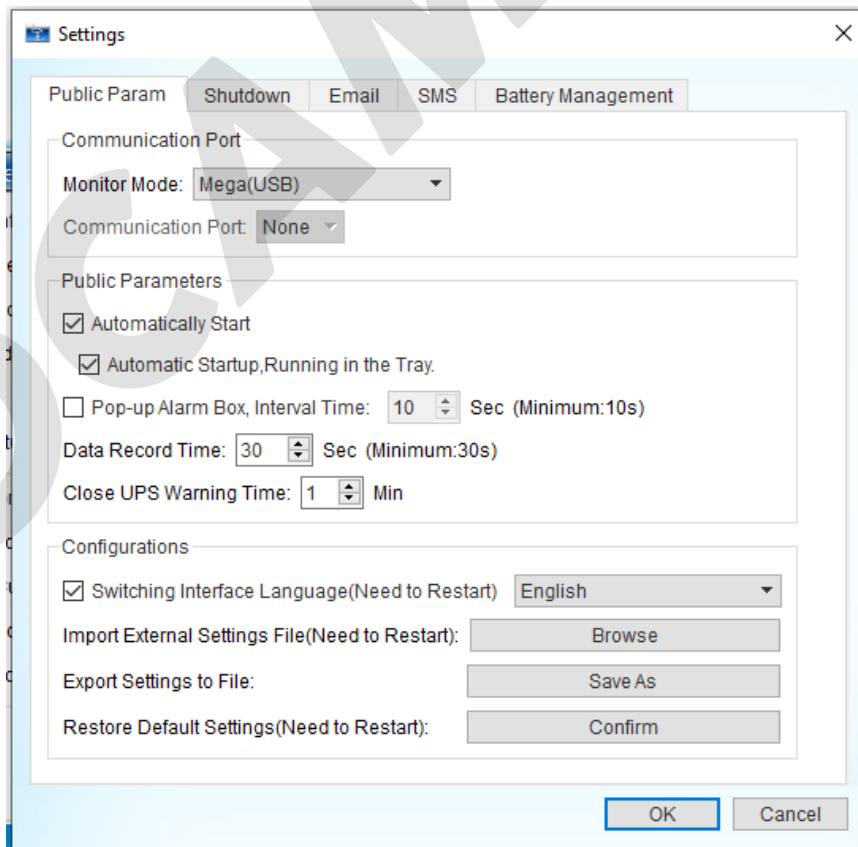 Settings
Public Param Shutdown Email SMS Battery Management
Communication Port
Monitor Mode: Mega(USB)
Communication Port: None
Public Parameters
Automatically Start
Automatic Startup,Running in the Tray.
Pop-up Alarm Box, Interval Time: 10 Sec (Minimum:10s)
Data Record Time: 30 Sec (Minimum:30s)
Close UPS Warning Time: 1 Min
Configurations
Switching Interface Language(Need to Restart) English
Import External Settings File(Need to Restart): Browse
Export Settings to File: Save As
Restore Default Settings(Need to Restart): Confirm
OK Cancel